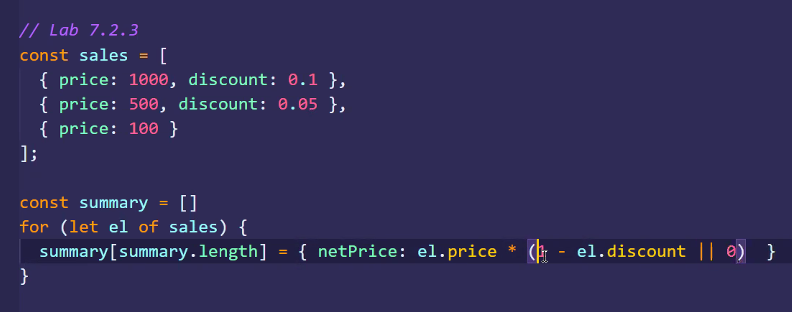 // Lab 7.2.3
const sales = [
  { price: 1000, discount: 0.1 },
  { price: 500, discount: 0.05 },
  { price: 100 }
];
const summary = []
for (let el of sales) {
  summary[summary.length] = { netPrice: el.price * (1 - el.discount || 0)  }
}